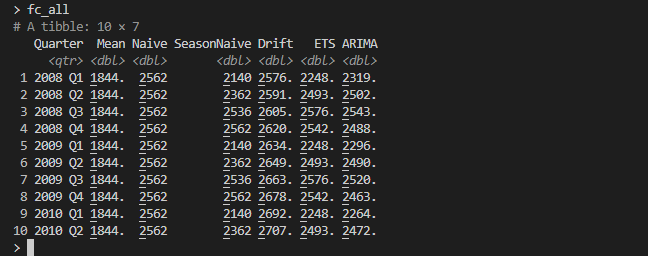 > fc_all
# A tibble: 10 × 7
Quarter Mean Naive SeasonNaive Drift ETS ARIMA
<qtr> <dbl> <dbl> <dbl> <dbl> <dbl> <dbl>
1 2008 Q1 1844. 2562 2140 2576. 2248. 2319.
2 2008 Q2 1844. 2562 2362 2591. 2493. 2502.
3 2008 Q3 1844. 2562 2536 2605. 2576. 2543.
4 2008 Q4 1844. 2562 2562 2620. 2542. 2488.
5 2009 Q1 1844. 2562 2140 2634. 2248. 2296.
6 2009 Q2 1844. 2562 2362 2649. 2493. 2490.
7 2009 Q3 1844. 2562 2536 2663. 2576. 2520.
8 2009 Q4 1844. 2562 2562 2678. 2542. 2463.
9 2010 Q1 1844. 2562 2140 2692. 2248. 2264.
10 2010 Q2 1844. 2562 2362 2707. 2493. 2472.
>